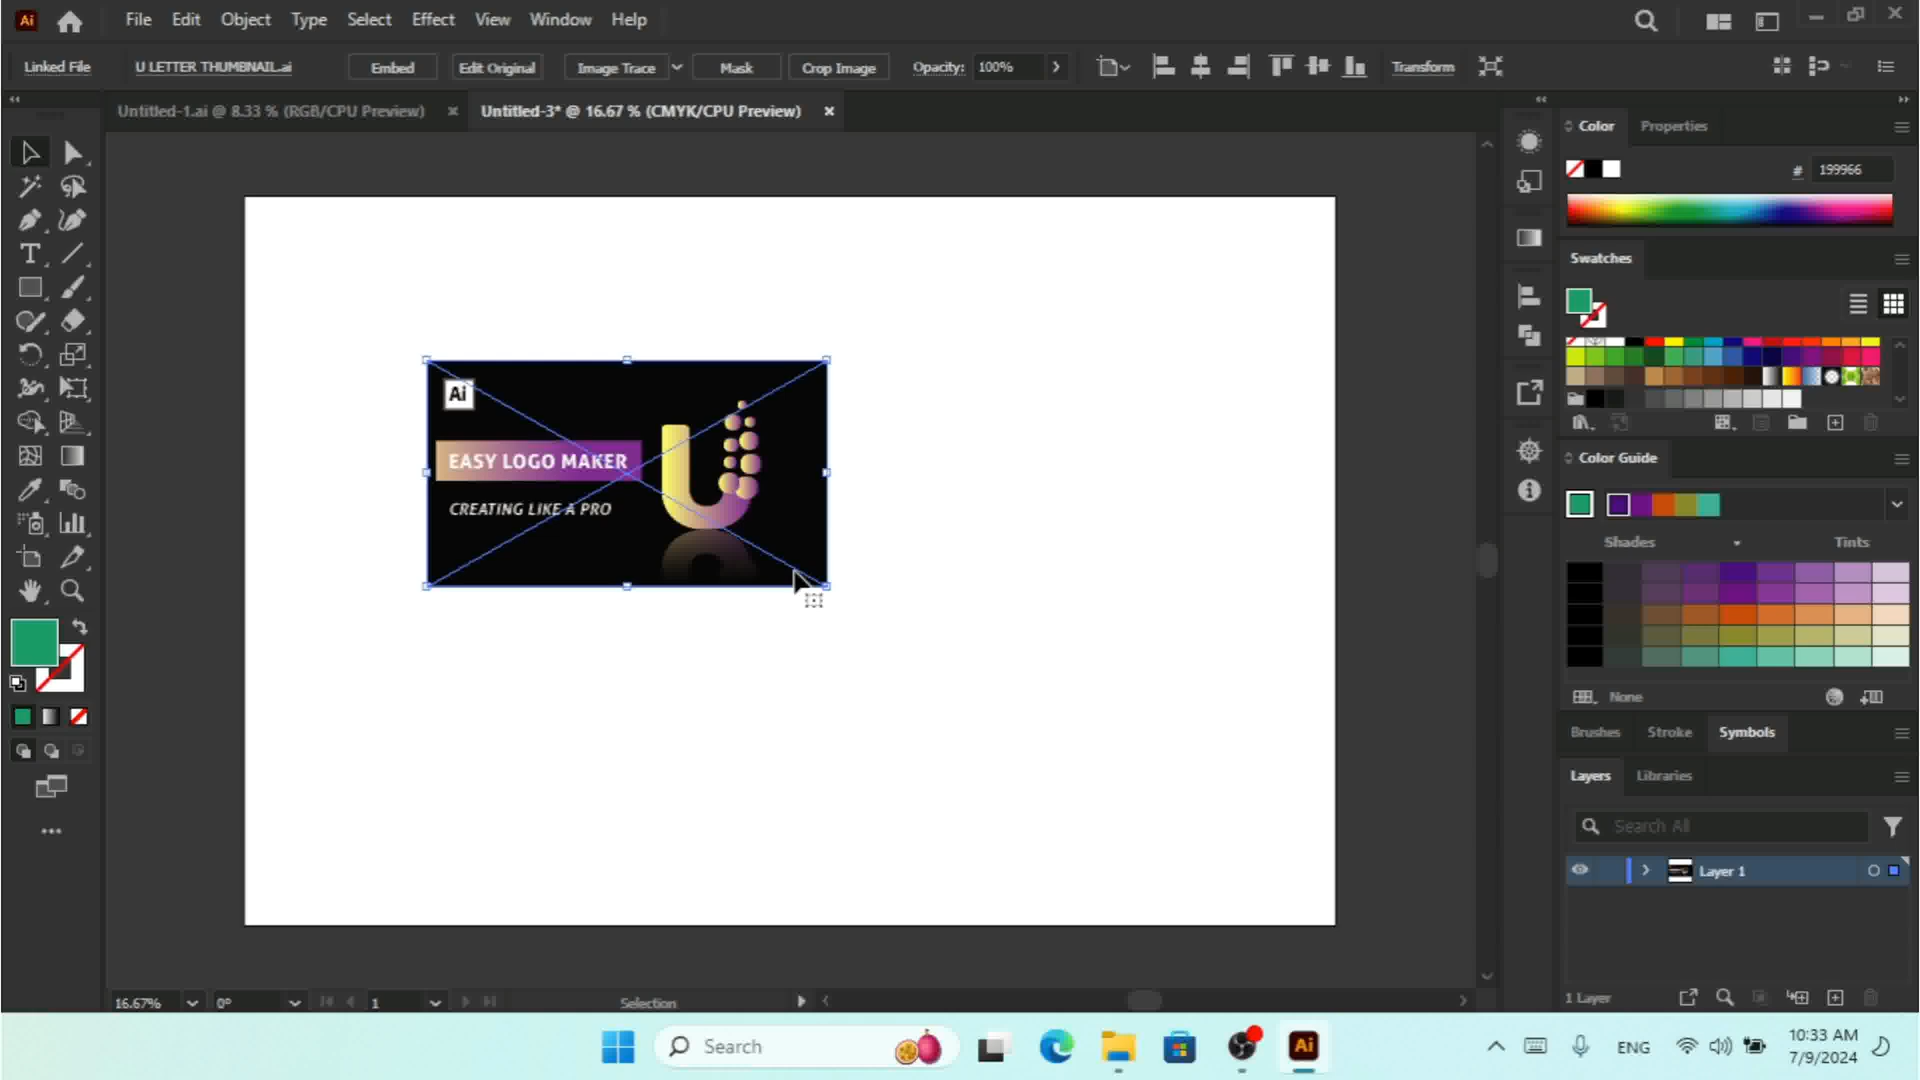 Ai
File Edit Object Type Select Effect View Window Help
Linked File U LETTER THUMBNAIL.ai Embed Edit Original Image Trace Mask Crop Image Opacity: 100% Transform
Untitled-1.ai @ 8.33 % (RGB/CPU Preview) Untitled-3* @ 16.67 % (CMYK/CPU Preview)
Color Properties
# 199966
Swatches
Ai
EASY LOGO MAKER
CREATING LIKE A PRO
Color Guide
Shades Tints
None
Brushes Stroke Symbols
Layers Libraries
Search All
Layer 1
1 Layer
16.67% 0° 1 Selection
Search
Ai
ENG
10:33 AM
7/9/2024